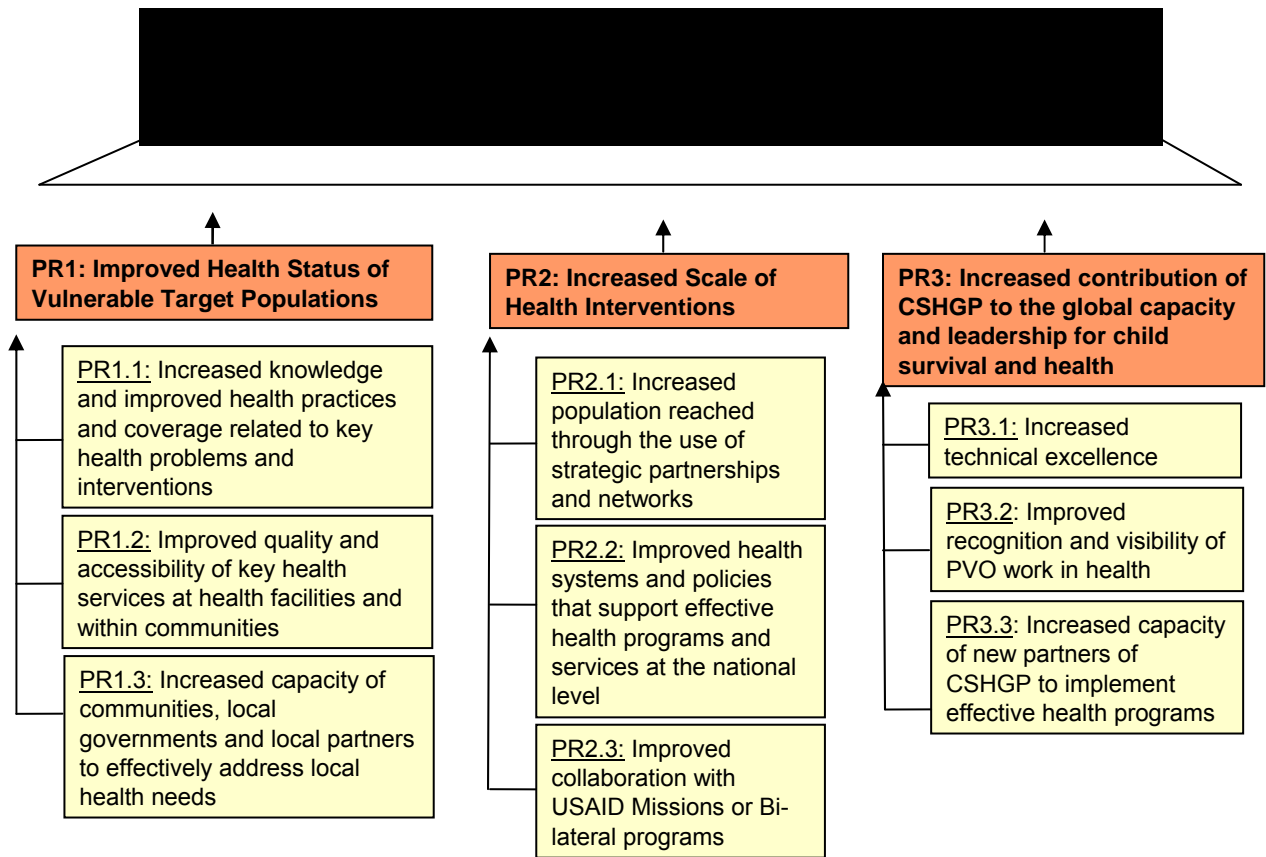 PR1: Improved Health Status of
Vulnerable Target Populations
PR1.1: Increased knowledge
and improved health practices
and coverage related to key
health problems and
interventions
PR1.2: Improved quality and
accessibility of key health
services at health facilities and
within communities
PR1.3: Increased capacity of
communities, local
governments and local partners
to effectively address local
health needs
PR2: Increased Scale of
Health Interventions
PR2.1: Increased
population reached
through the use of
strategic partnerships
and networks
PR2.2: Improved health
systems and policies
that support effective
health programs and
services at the national
level
PR2.3: Improved
collaboration with
USAID Missions or Bi-
lateral programs
PR3: Increased contribution of
CSHGP to the global capacity
and leadership for child
survival and health
PR3.1: Increased
technical excellence
PR3.2: Improved
recognition and visibility of
PVO work in health
PR3.3: Increased capacity
of new partners of
CSHGP to implement
effective health programs